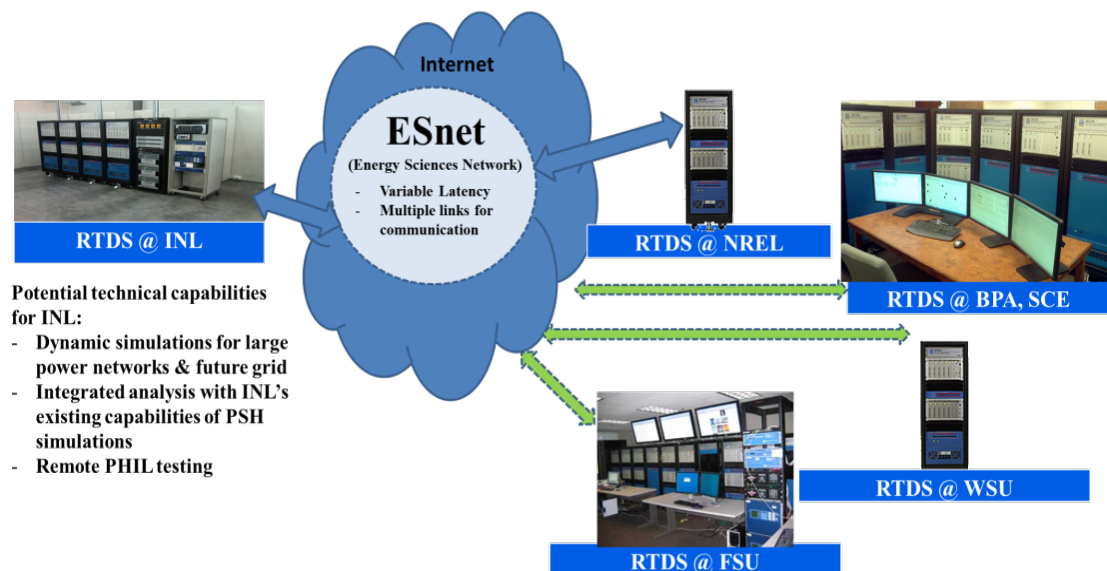 Internet
ESnet
(Energy Sciences Network)
- Variable Latency
- Multiple links for
communication
RTDS @ INL
RTDS @ NREL
RTDS @ BPA, SCE
Potential technical capabilities
for INL:
- Dynamic simulations for large
power networks & future grid
- Integrated analysis with INL’s
existing capabilities of PSH
simulations
- Remote PHIL testing
RTDS @ WSU
RTDS @ FSU